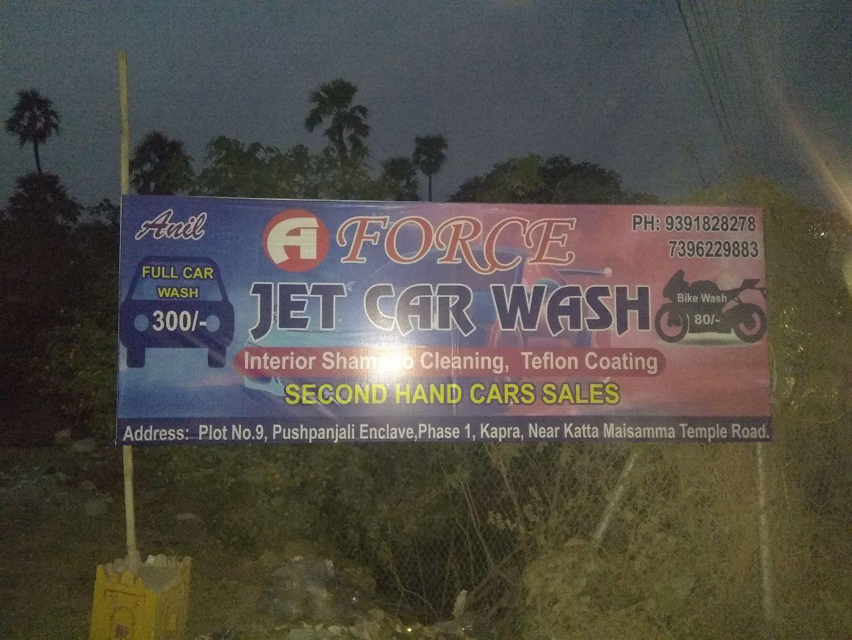 Anil
A FORCE
PH: 9391828278
7396229883
FULL CAR
WASH
300/-
JET CAR WASH
Bike Wash
80/-
Interior Shampoo Cleaning, Teflon Coating
SECOND HAND CARS SALES
Address: Plot No.9, Pushpanjali Enclave,Phase 1, Kapra, Near Katta Maisamma Temple Road.